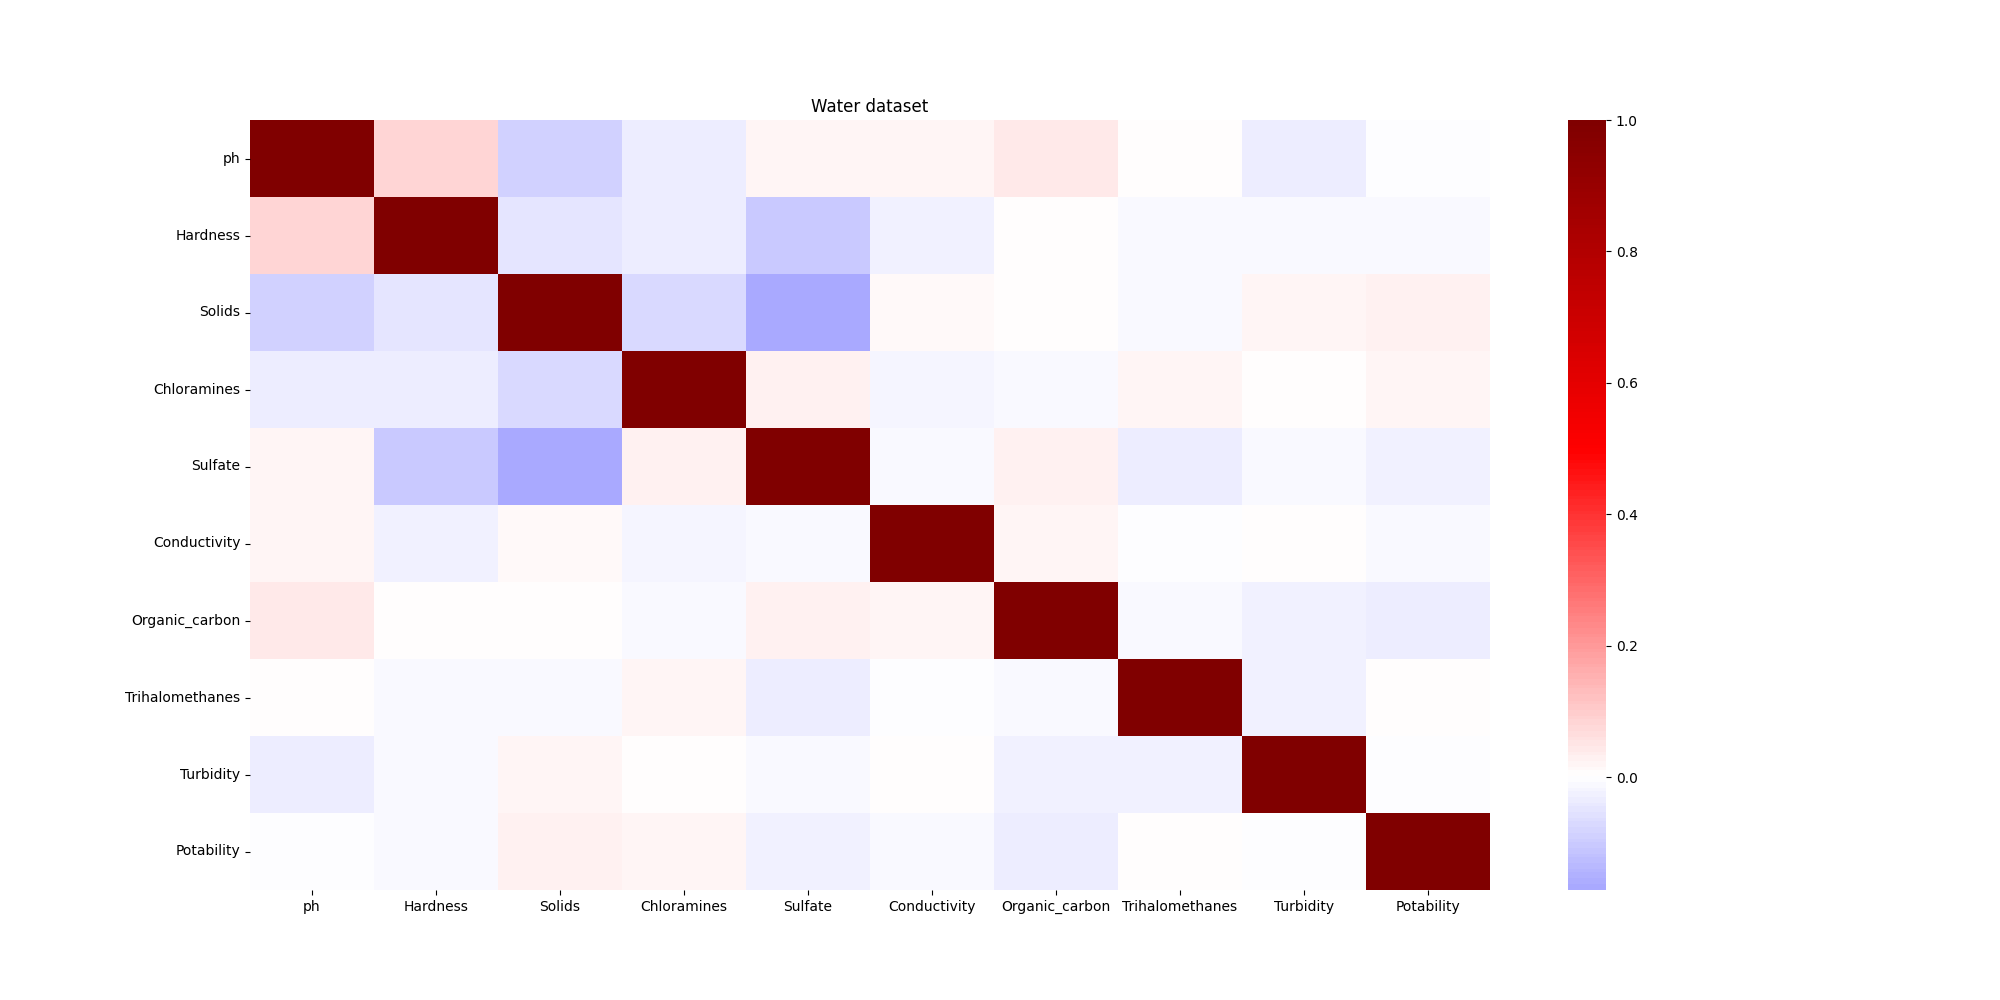 Water dataset
ph
Hardness
Solids
Chloramines
Sulfate
Conductivity
Organic_carbon
Trihalomethanes
Turbidity
Potability
ph Hardness Solids Chloramines Sulfate Conductivity Organic_carbon Trihalomethanes Turbidity Potability
1.0
0.8
0.6
0.4
0.2
0.0